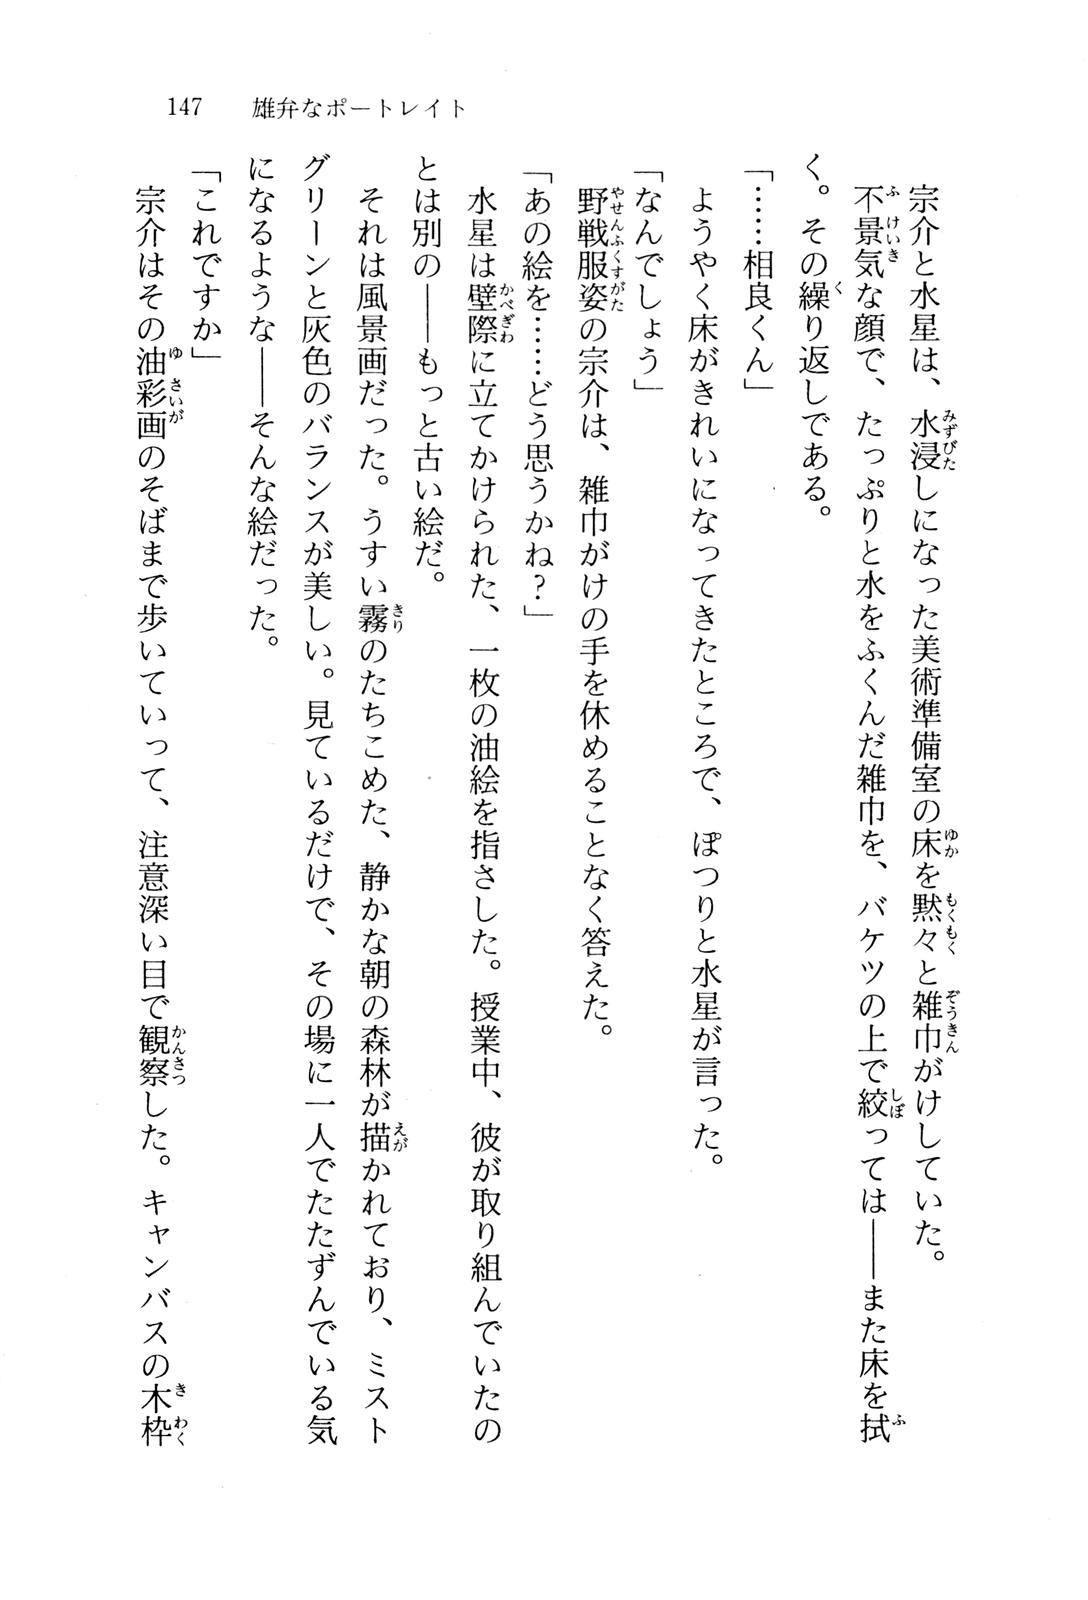 147 雄弁なポートレイト
宗介と水星は、水浸しになった美術準備室の床を黙々と雑巾がけしていた。
不景気な顔で、たっぷりと水をふくんだ雑巾を、バケツの上で絞っては――また床を拭
く。その繰り返しである。
「……相良くん」
ようやく床がきれいになってきたところで、ぽつりと水星が言った。
「なんでしょう」
野戦服姿の宗介は、雑巾がけの手を休めることなく答えた。
「あの絵を……どう思うかね?」
水星は壁際に立てかけられた、一枚の油絵を指さした。授業中、彼が取り組んでいたの
とは別の――もっと古い絵だ。
それは風景画だった。うすい霧のたちこめた、静かな朝の森林が描かれており、ミスト
グリーンと灰色のバランスが美しい。見ているだけで、その場に一人でたたずんでいる気
になるような――そんな絵だった。
「これですか」
宗介はその油彩画のそばまで歩いていって、注意深い目で観察した。キャンバスの木枠